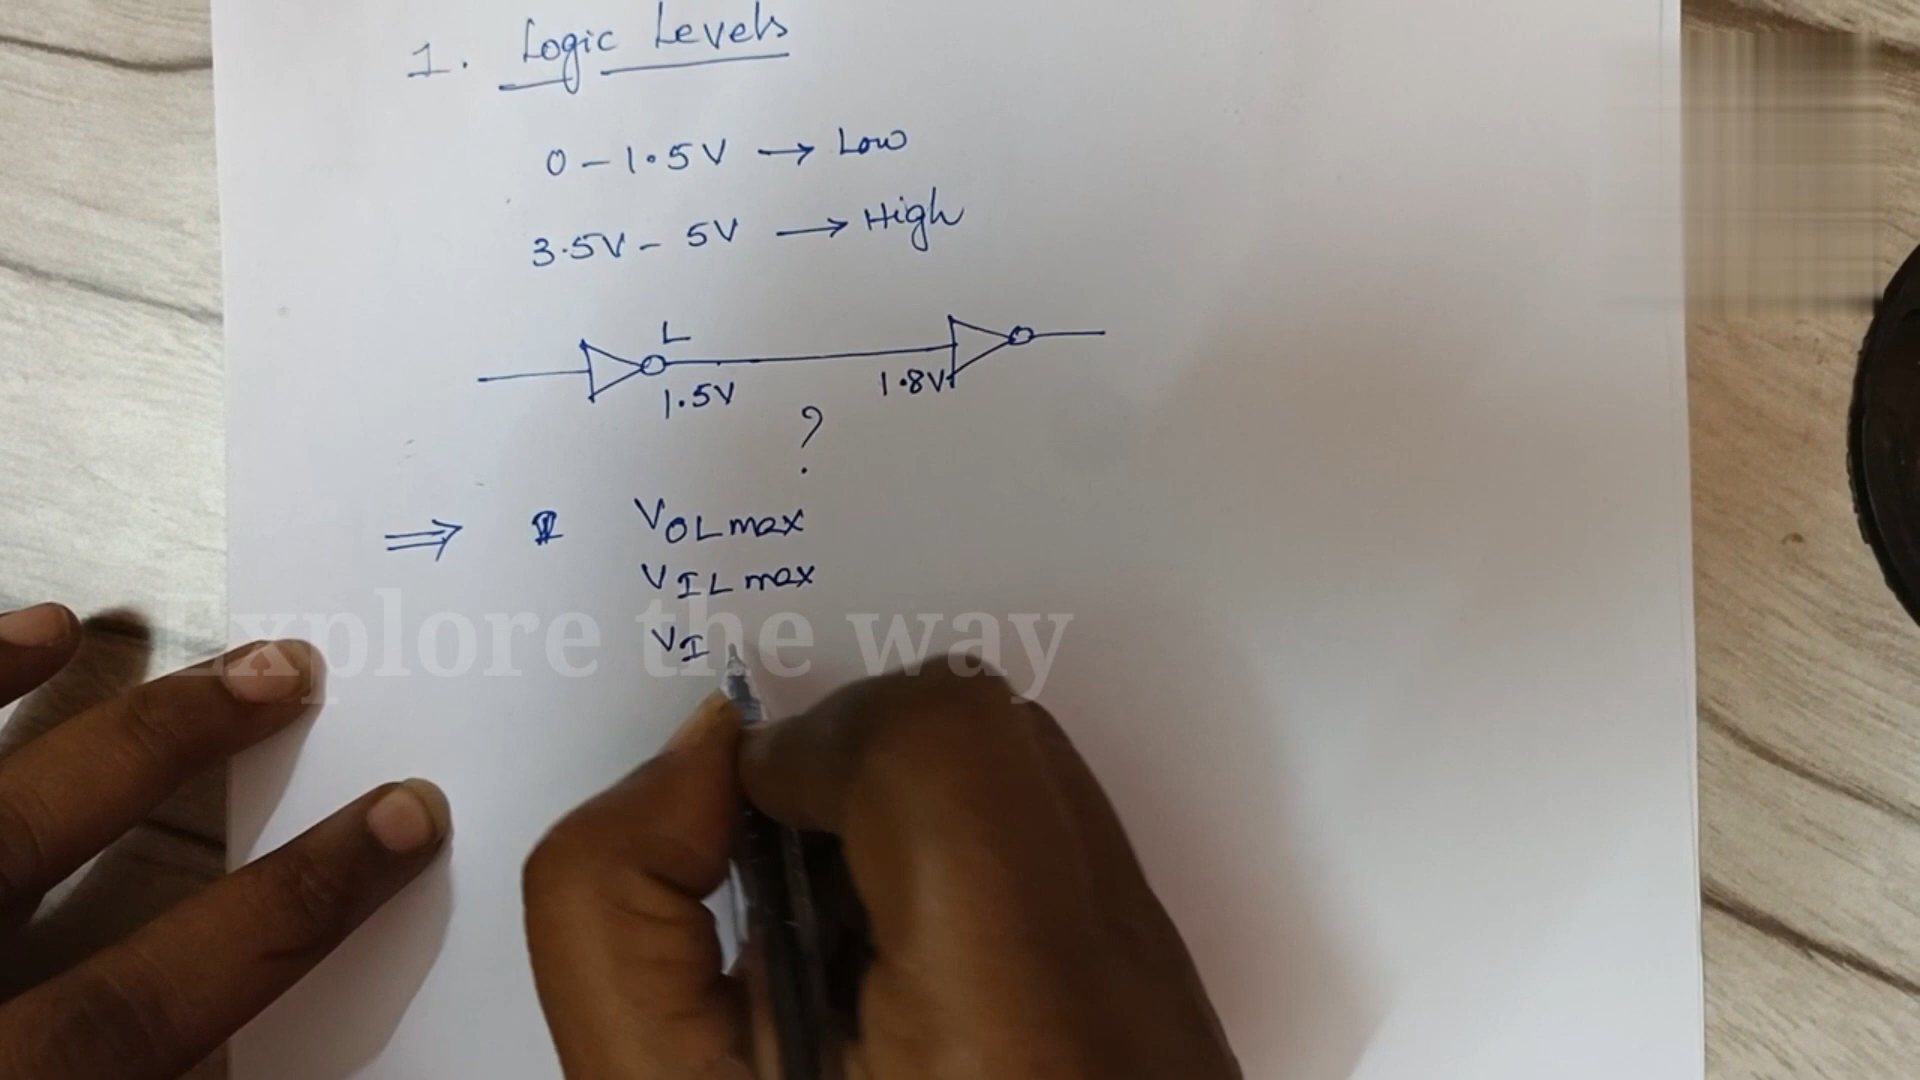 1. Logic Levels
0 - 1.5V → Low
3.5V - 5V → High
L
1.5V
1.8V
?
⇒ VOLmax
VILmax
VI
Explore the way